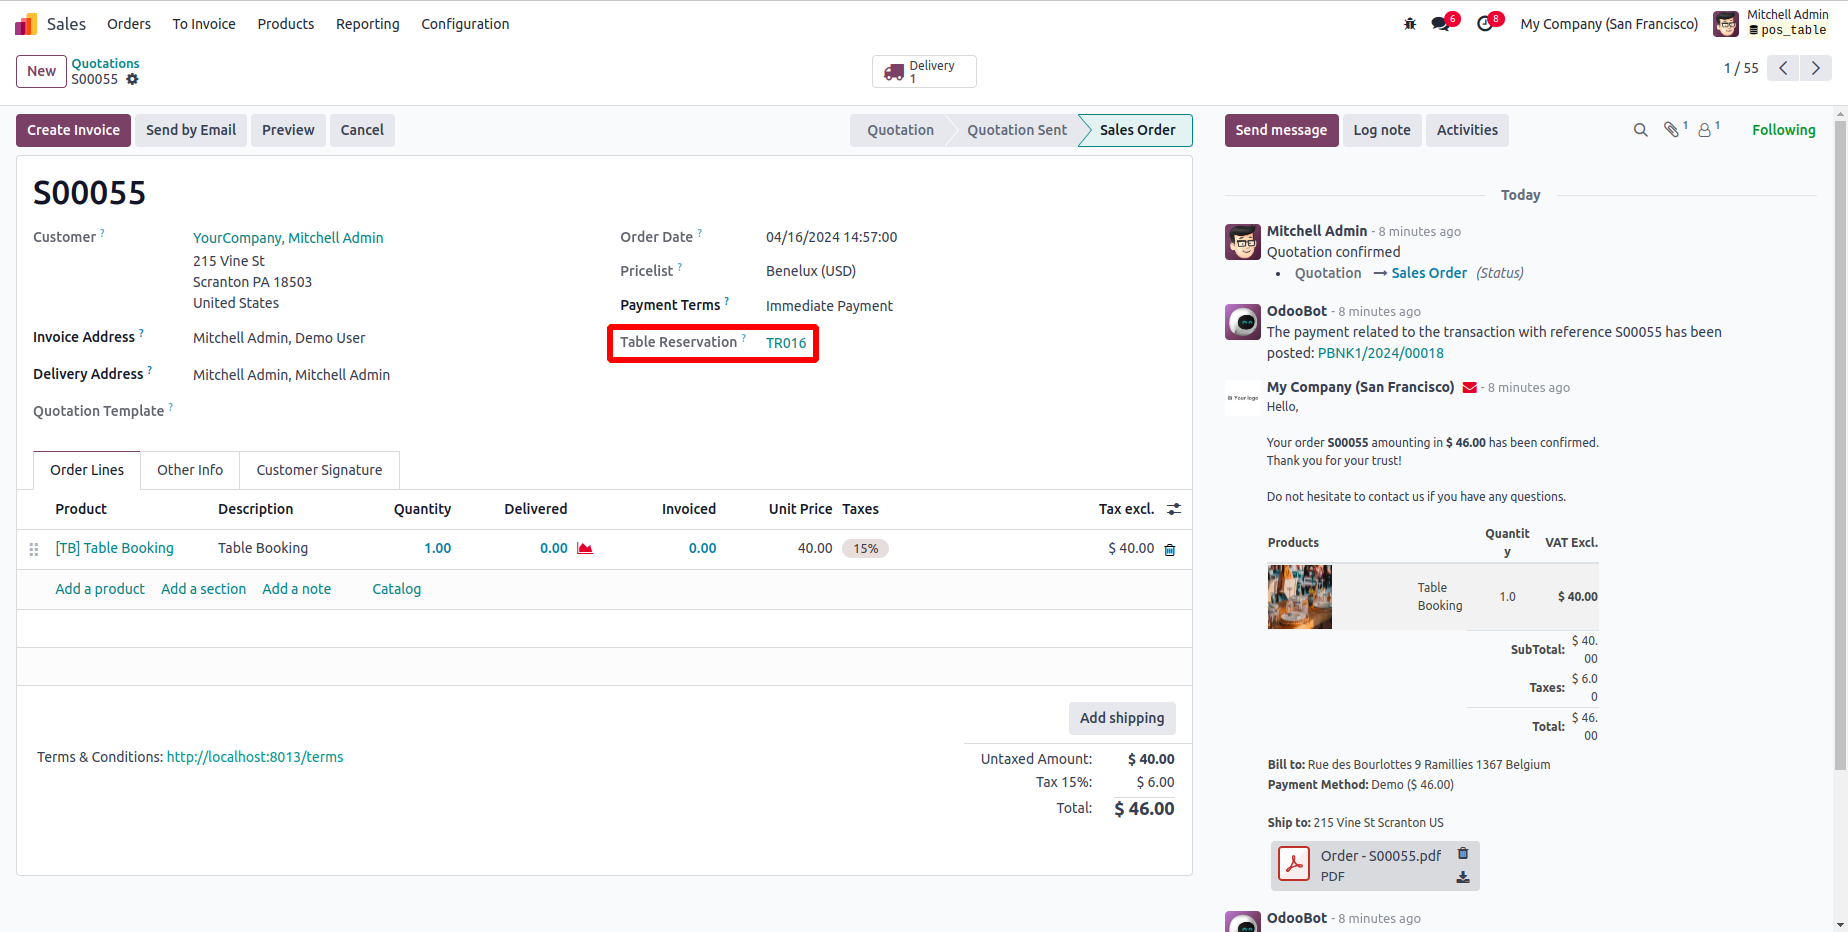 Sales Orders To Invoice Products Reporting Configuration 6 8 My Company (San Francisco) Mitchell Admin
pos_table
New Quotations
S00055
Delivery
1
1 / 55
Create Invoice Send by Email Preview Cancel Quotation Quotation Sent Sales Order
S00055
Customer ? YourCompany, Mitchell Admin
215 Vine St
Scranton PA 18503
United States
Invoice Address ? Mitchell Admin, Demo User
Delivery Address ? Mitchell Admin, Mitchell Admin
Quotation Template ?
Order Date ? 04/16/2024 14:57:00
Pricelist ? Benelux (USD)
Payment Terms ? Immediate Payment
Table Reservation ? TR016
Order Lines Other Info Customer Signature
Product Description Quantity Delivered Invoiced Unit Price Taxes Tax excl.
[TB] Table Booking Table Booking 1.00 0.00 0.00 40.00 15% $ 40.00
Add a product Add a section Add a note Catalog
Add shipping
Terms & Conditions: http://localhost:8013/terms
Untaxed Amount: $ 40.00
Tax 15%: $ 6.00
Total: $ 46.00
Send message Log note Activities 1 1 Following
Today
Mitchell Admin - 8 minutes ago
Quotation confirmed
• Quotation → Sales Order (Status)
OdooBot - 8 minutes ago
The payment related to the transaction with reference S00055 has been
posted: PBNK1/2024/00018
Your logo
My Company (San Francisco) - 8 minutes ago
Hello,
Your order S00055 amounting in $ 46.00 has been confirmed.
Thank you for your trust!
Do not hesitate to contact us if you have any questions.
Products Quantit
y VAT Excl.
Table
Booking 1.0 $ 40.00
SubTotal: $ 40.
00
Taxes: $ 6.0
0
Total: $ 46.
00
Bill to: Rue des Bourlottes 9 Ramillies 1367 Belgium
Payment Method: Demo ($ 46.00)
Ship to: 215 Vine St Scranton US
Order - S00055.pdf
PDF
OdooBot - 8 minutes ago